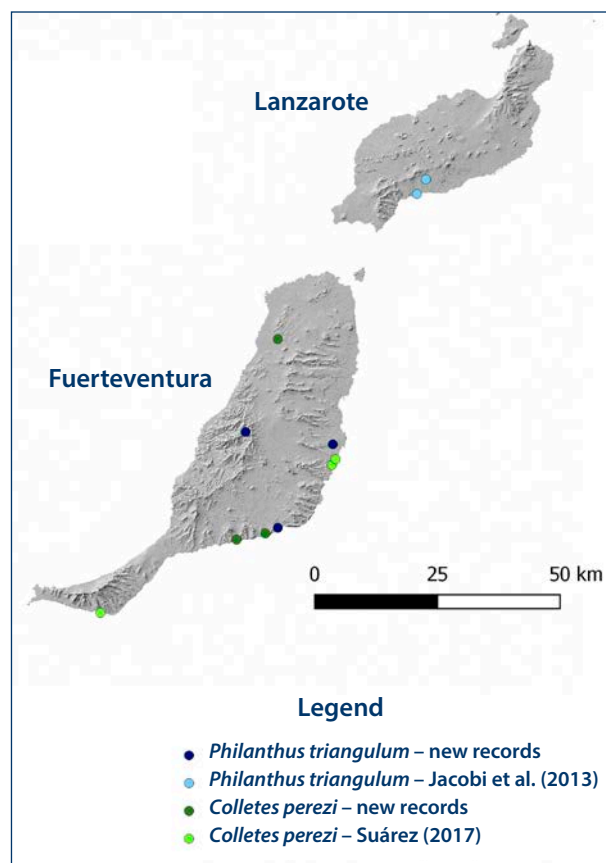 Lanzarote
Fuerteventura
0 25 50 km
Legend
Philanthus triangulum – new records
Philanthus triangulum – Jacobi et al. (2013)
Colletes perezi – new records
Colletes perezi – Suárez (2017)